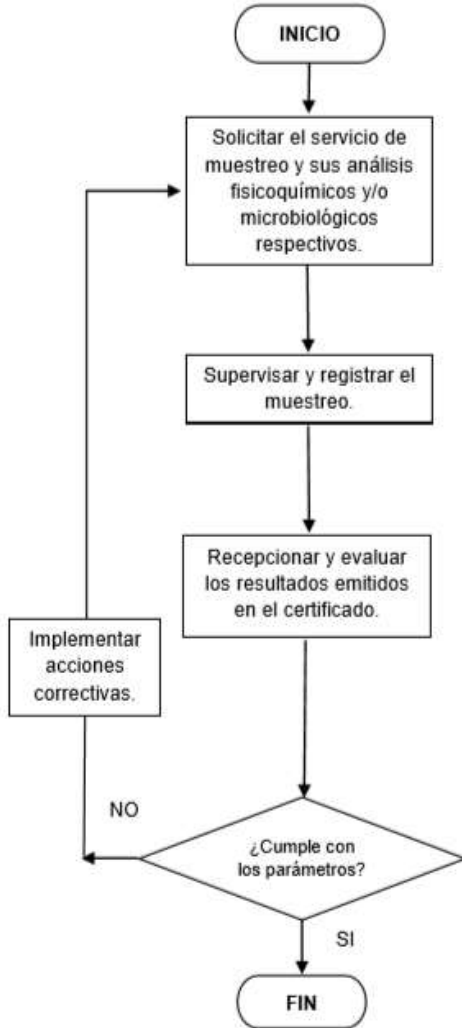 INICIO
Solicitar el servicio de
muestreo y sus análisis
fisicoquímicos y/o
microbiológicos
respectivos.
Supervisar y registrar el
muestreo.
Recepcionar y evaluar
los resultados emitidos
en el certificado.
Implementar
acciones
correctivas.
NO
¿Cumple con
los parámetros?
SI
FIN